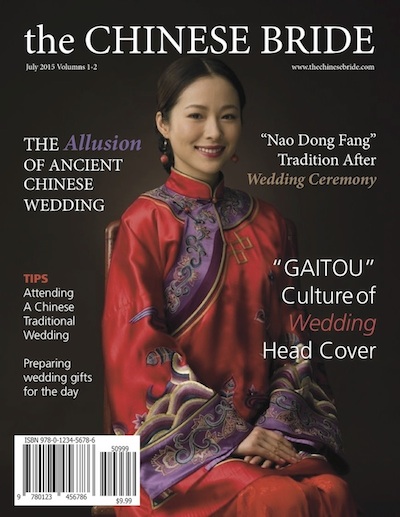 the CHINESE BRIDE
July 2015 Volumns 1-2
www.thechinesebride.com
THE Allusion
OF ANCIENT
CHINESE
WEDDING
“Nao Dong Fang”
Tradition After
Wedding Ceremony
“GAITOU”
Culture of
Wedding
Head Cover
TIPS
Attending
A Chinese
Traditional
Wedding
Preparing
wedding gifts
for the day
ISBN 978-0-1234-5678-6
50999
9 780123 456786
$9.99